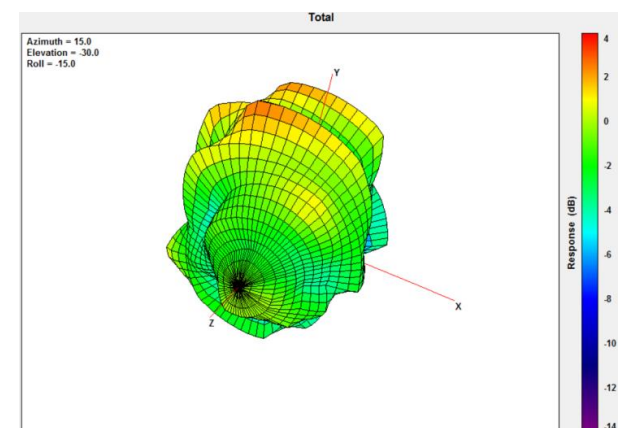 Total
Azimuth = 15.0
Elevation = -30.0
Roll = -15.0
Y
X
Z
4
2
0
-2
-4
-6
-8
-10
-12
-14
Response (dB)